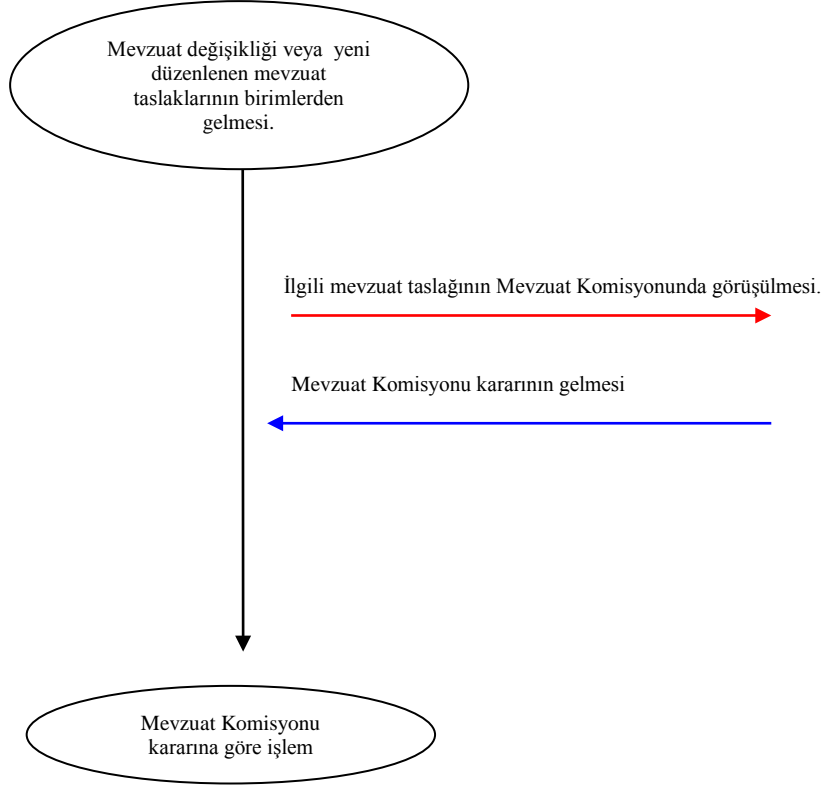 Mevzuat değişikliği veya  yeni
düzenlenen mevzuat
taslaklarının birimlerden
gelmesi.
İlgili mevzuat taslağının Mevzuat Komisyonunda görüşülmesi.
Mevzuat Komisyonu kararının gelmesi
Mevzuat Komisyonu
kararına göre işlem